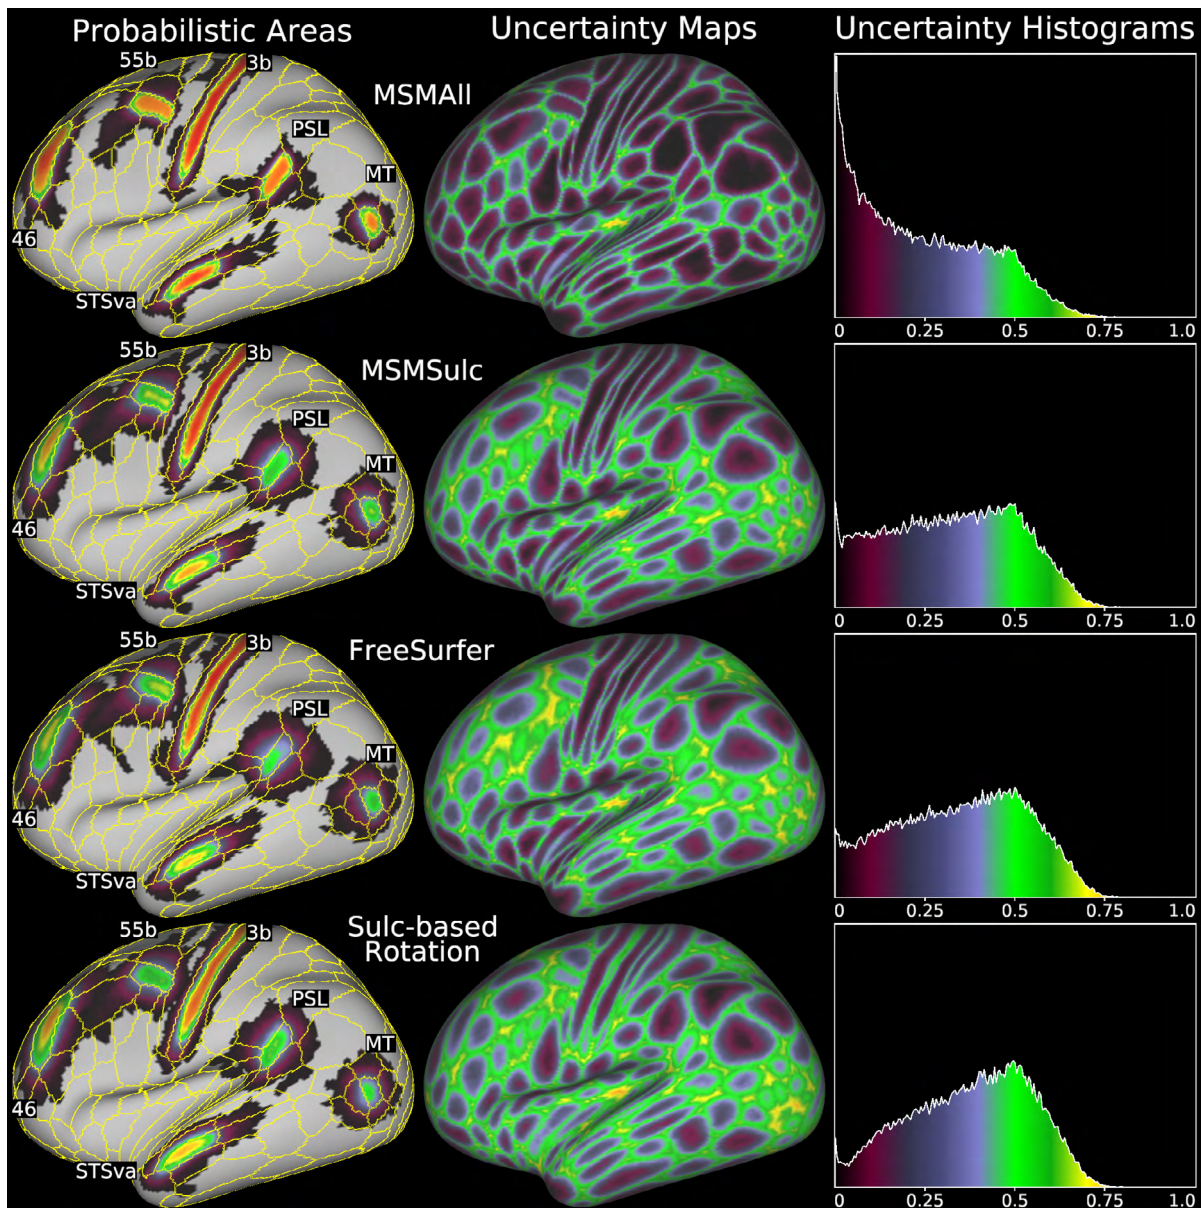 Probabilistic Areas
Uncertainty Maps
Uncertainty Histograms
55b
3b
MSMAll
PSL
MT
46
STSva
0
0.25
0.5
0.75
1.0
55b
3b
MSMSulc
PSL
MT
46
STSva
0
0.25
0.5
0.75
1.0
55b
3b
FreeSurfer
PSL
MT
46
STSva
0
0.25
0.5
0.75
1.0
55b
3b
Sulc-based
Rotation
PSL
MT
46
STSva
0
0.25
0.5
0.75
1.0